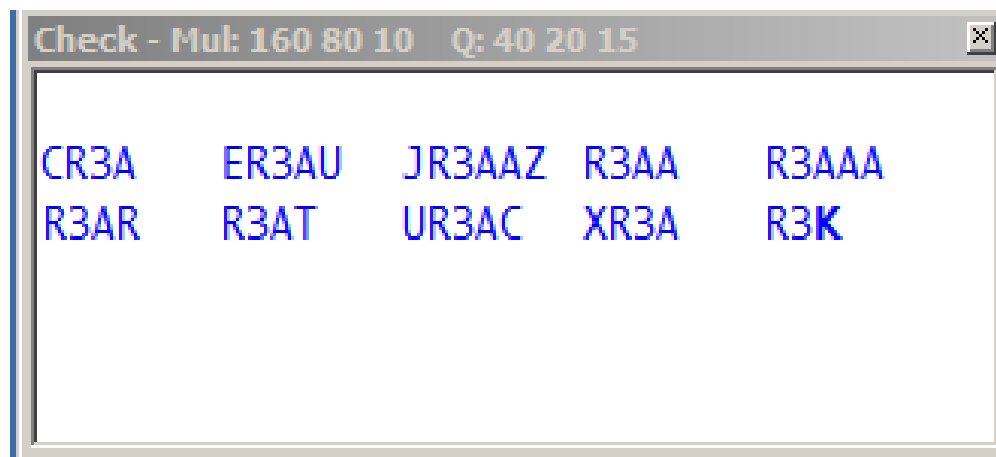 Check - Mul: 160 80 10 Q: 40 20 15
CR3A ER3AU JR3AAZ R3AA R3AAA
R3AR R3AT UR3AC XR3A R3K